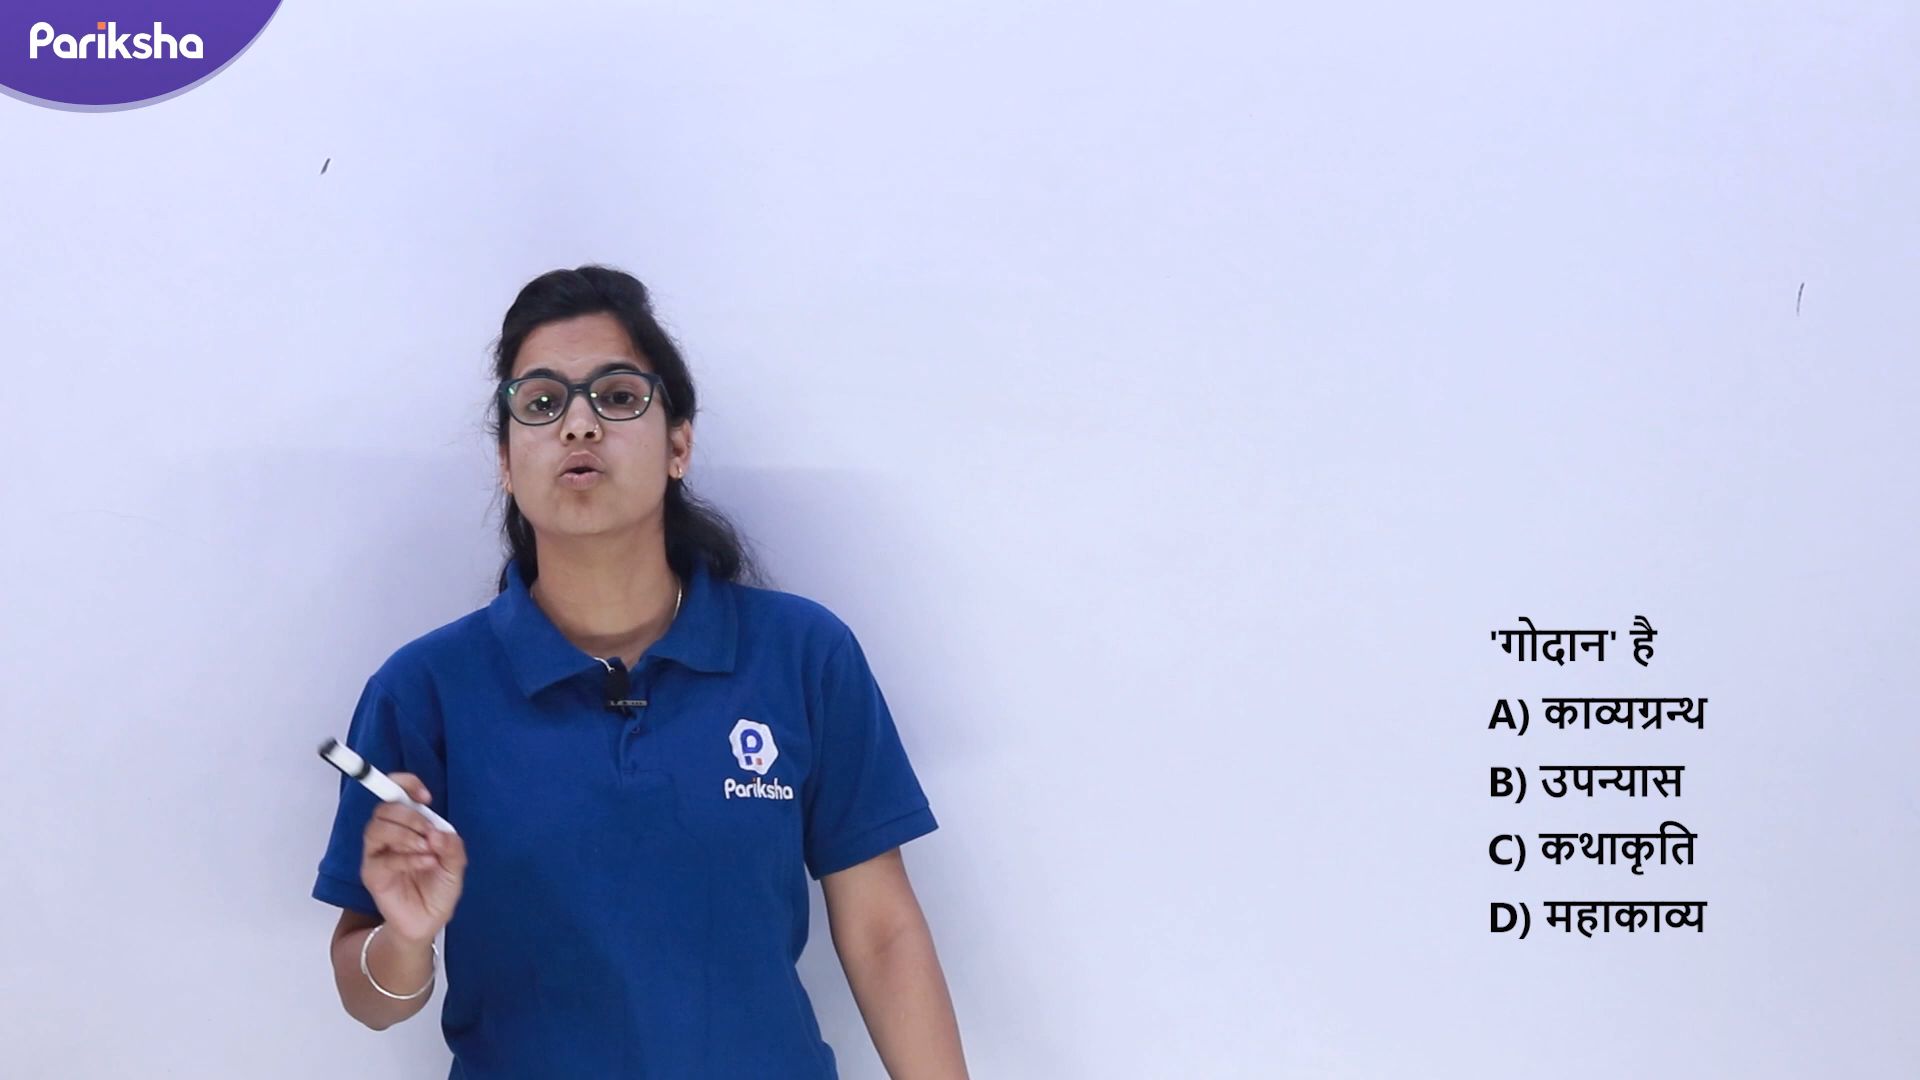 Pariksha
'गोदान' है
A) काव्यग्रन्थ
B) उपन्यास
C) कथाकृति
D) महाकाव्य
Pariksha